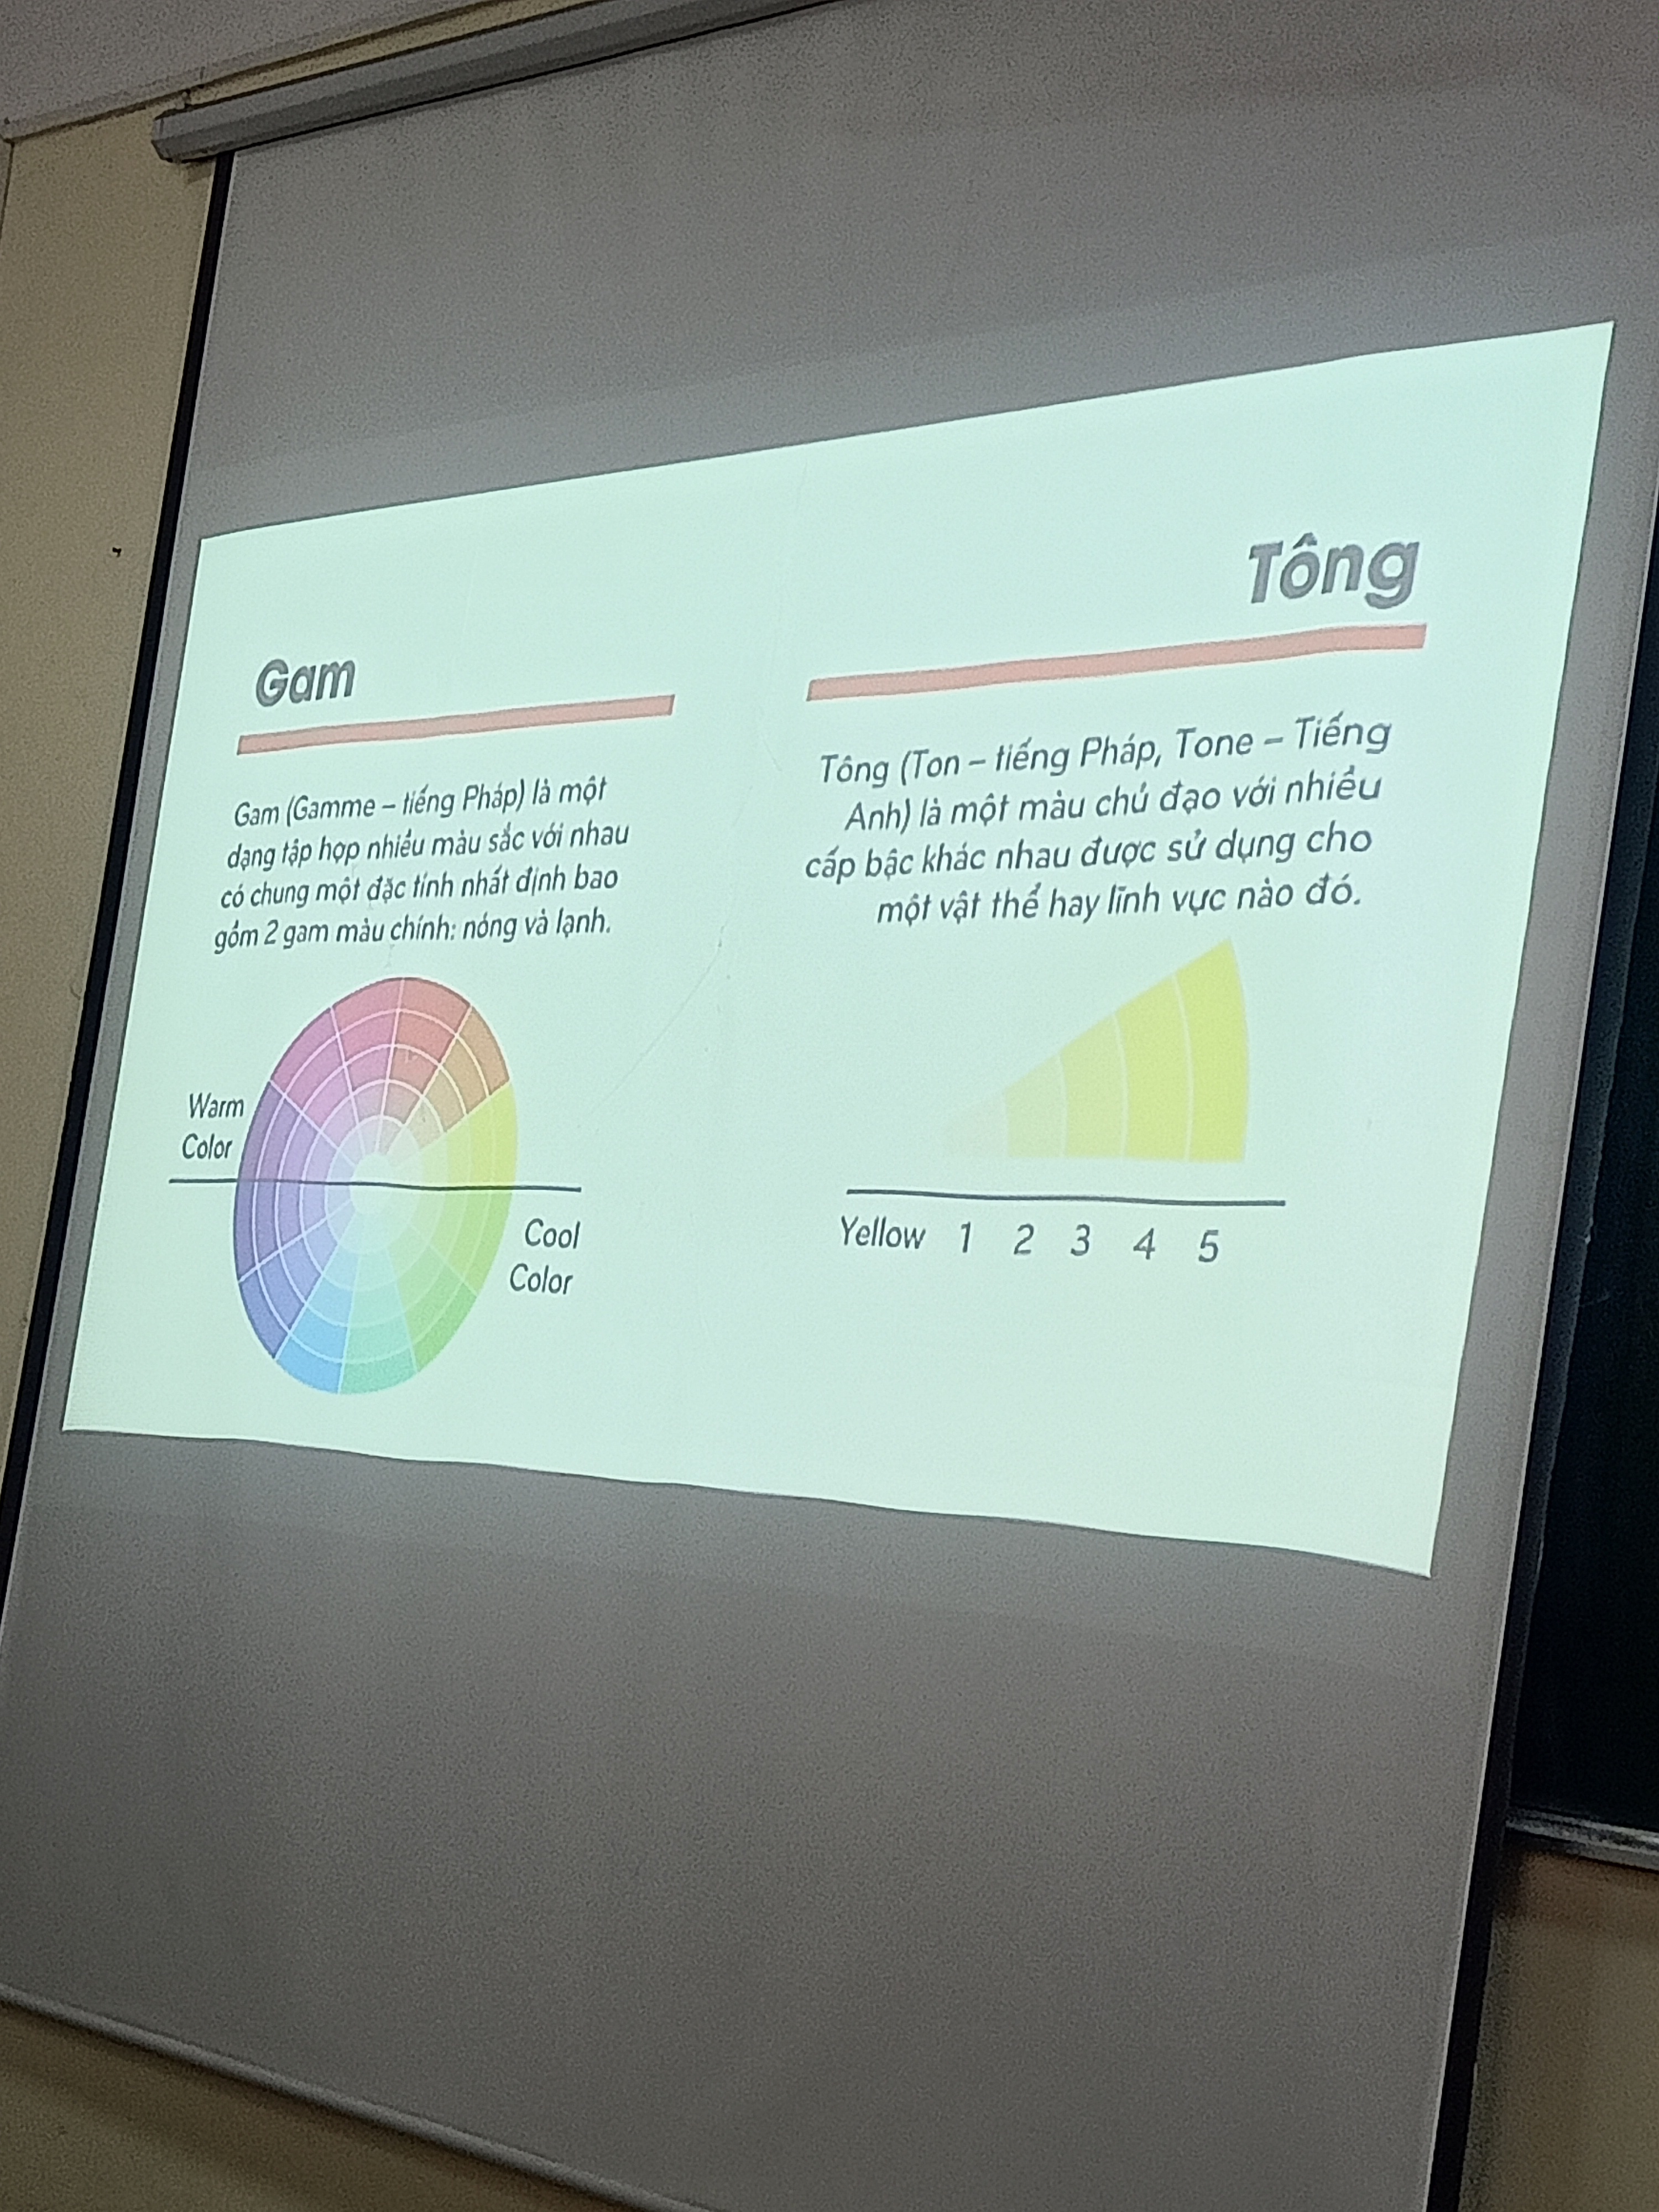 Gam
Gam (Gamme – tiếng Pháp) là một
dạng tập hợp nhiều màu sắc với nhau
có chung một đặc tính nhất định bao
gồm 2 gam màu chính: nóng và lạnh.
Warm
Color
Cool
Color
Tông
Tông (Ton – tiếng Pháp, Tone – Tiếng
Anh) là một màu chủ đạo với nhiều
cấp bậc khác nhau được sử dụng cho
một vật thể hay lĩnh vực nào đó.
Yellow 1 2 3 4 5